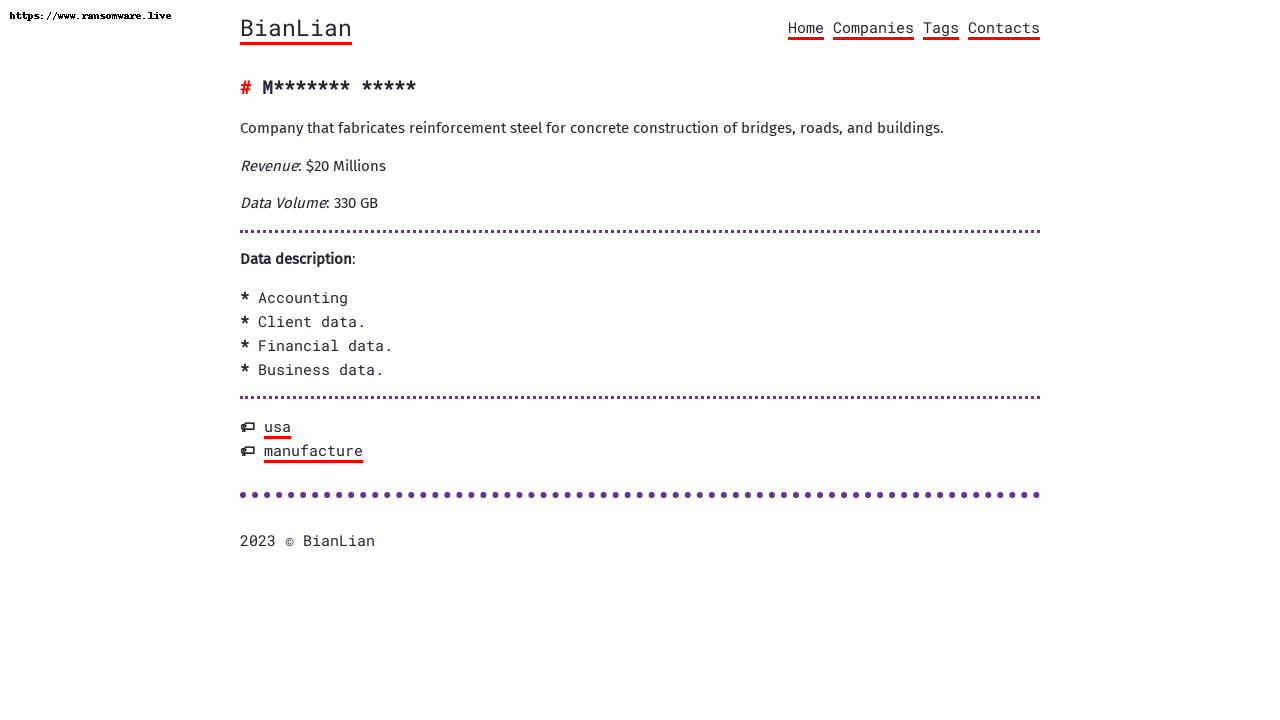 https://www.ransomware.live
BianLian
Home Companies Tags Contacts
# M******* *****
Company that fabricates reinforcement steel for concrete construction of bridges, roads, and buildings.
Revenue: $20 Millions
Data Volume: 330 GB
Data description:
* Accounting
* Client data.
* Financial data.
* Business data.
🏷 usa
🏷 manufacture
2023 © BianLian